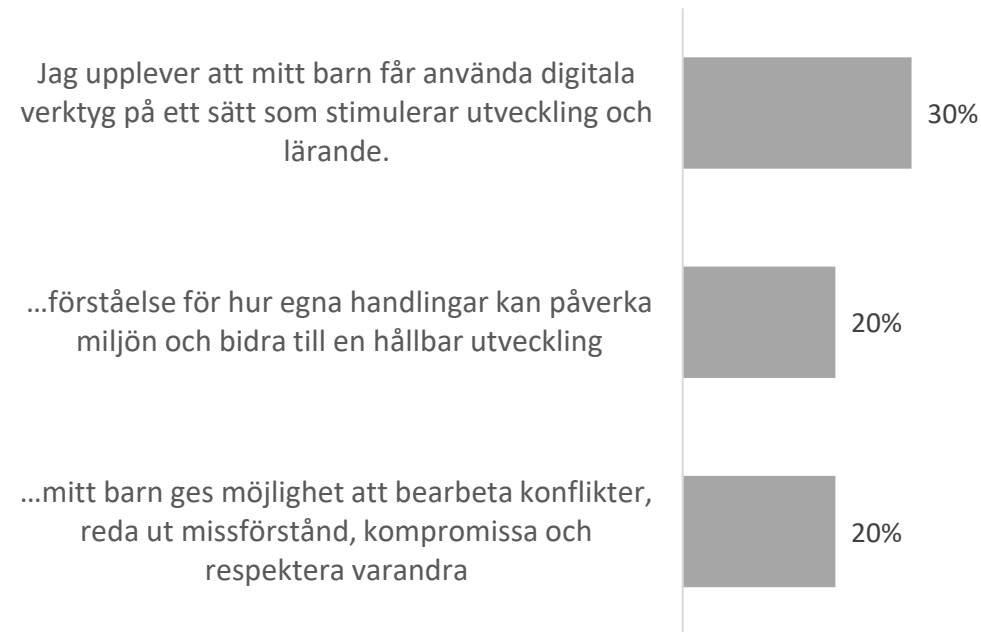 Jag upplever att mitt barn får använda digitala
verktyg på ett sätt som stimulerar utveckling och
lärande.
30%
…förståelse för hur egna handlingar kan påverka
miljön och bidra till en hållbar utveckling
20%
…mitt barn ges möjlighet att bearbeta konflikter,
reda ut missförstånd, kompromissa och
respektera varandra
20%